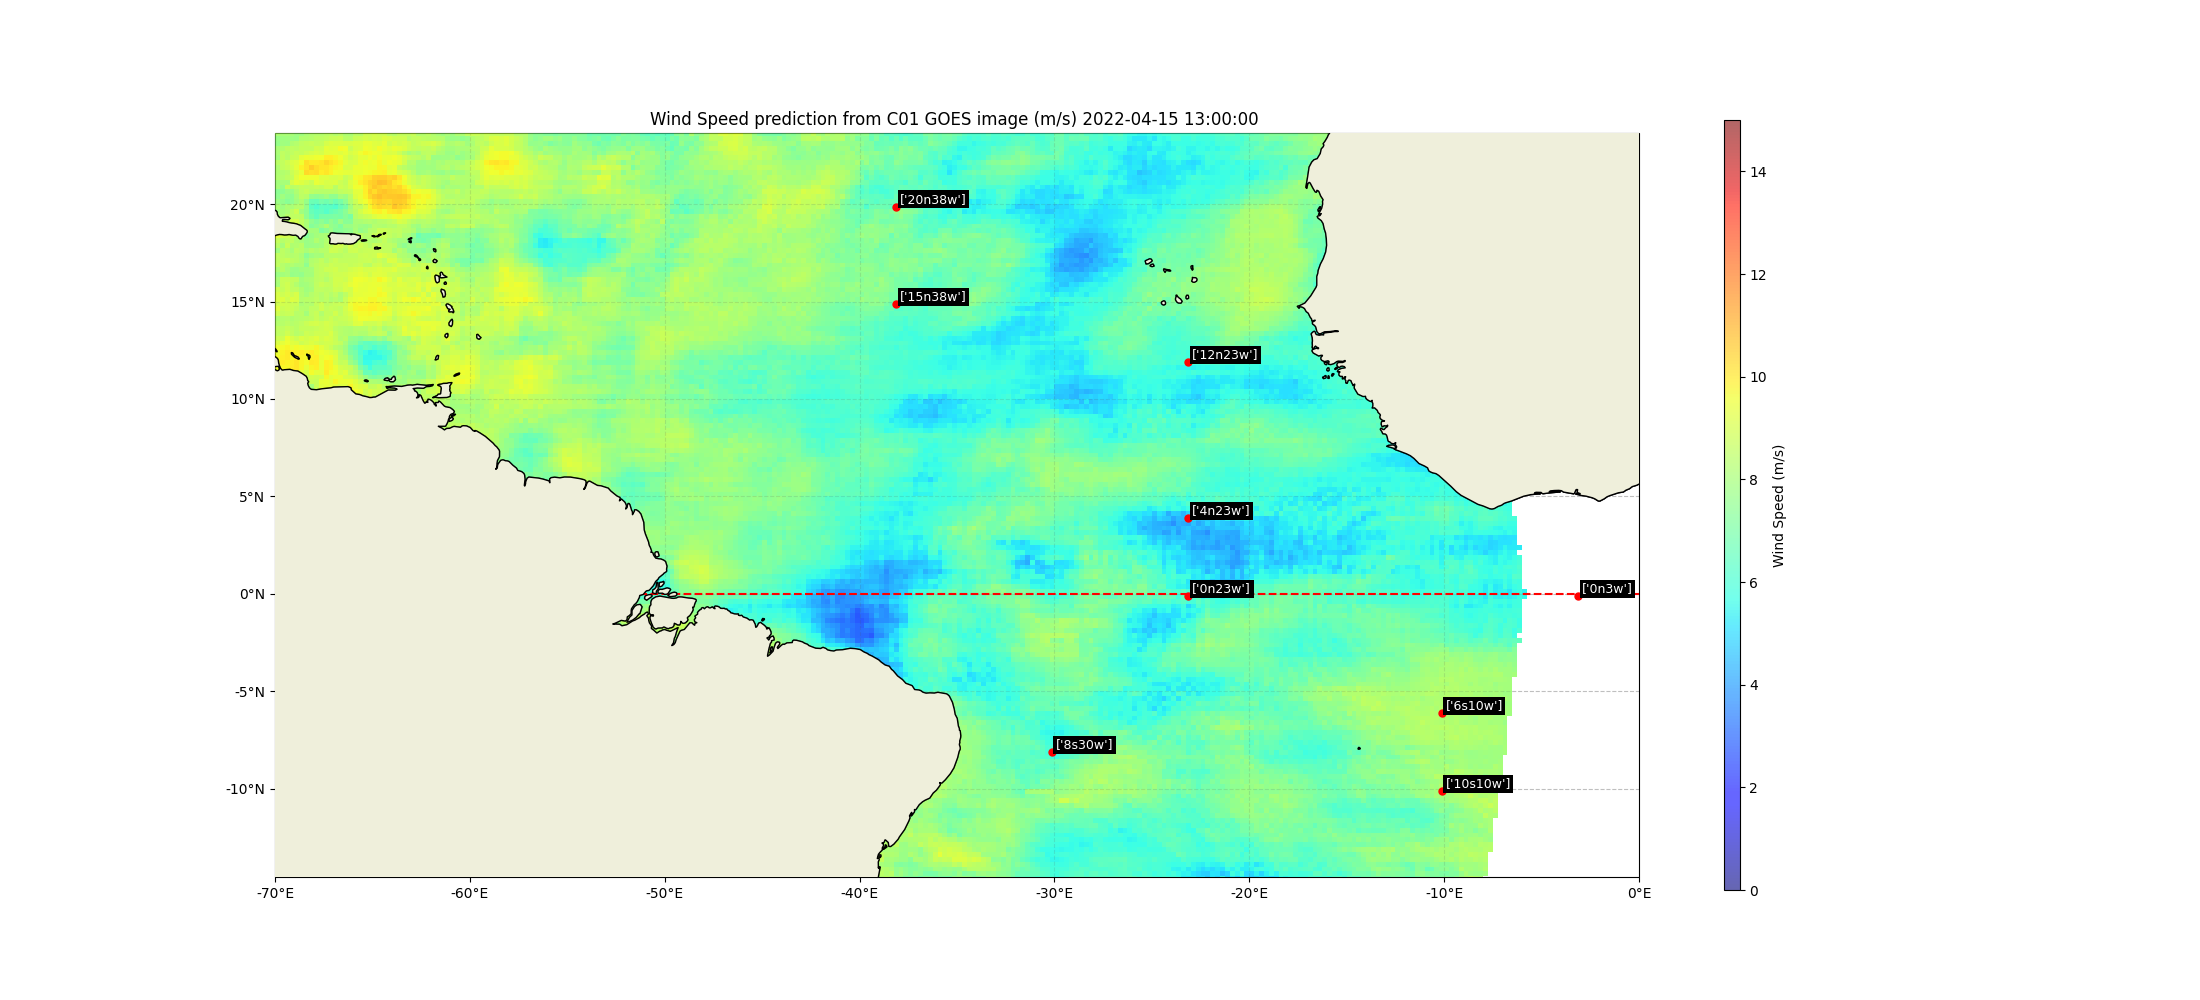 Wind Speed prediction from C01 GOES image (m/s) 2022-04-15 13:00:00
20°N
15°N
10°N
5°N
0°N
-5°N
-10°N
['20n38w']
['15n38w']
['12n23w']
['4n23w']
['0n23w']
['0n3w']
['6s10w']
['8s30w']
['10s10w']
-70°E
-60°E
-50°E
-40°E
-30°E
-20°E
-10°E
0°E
14
12
10
8
6
4
2
0
Wind Speed (m/s)